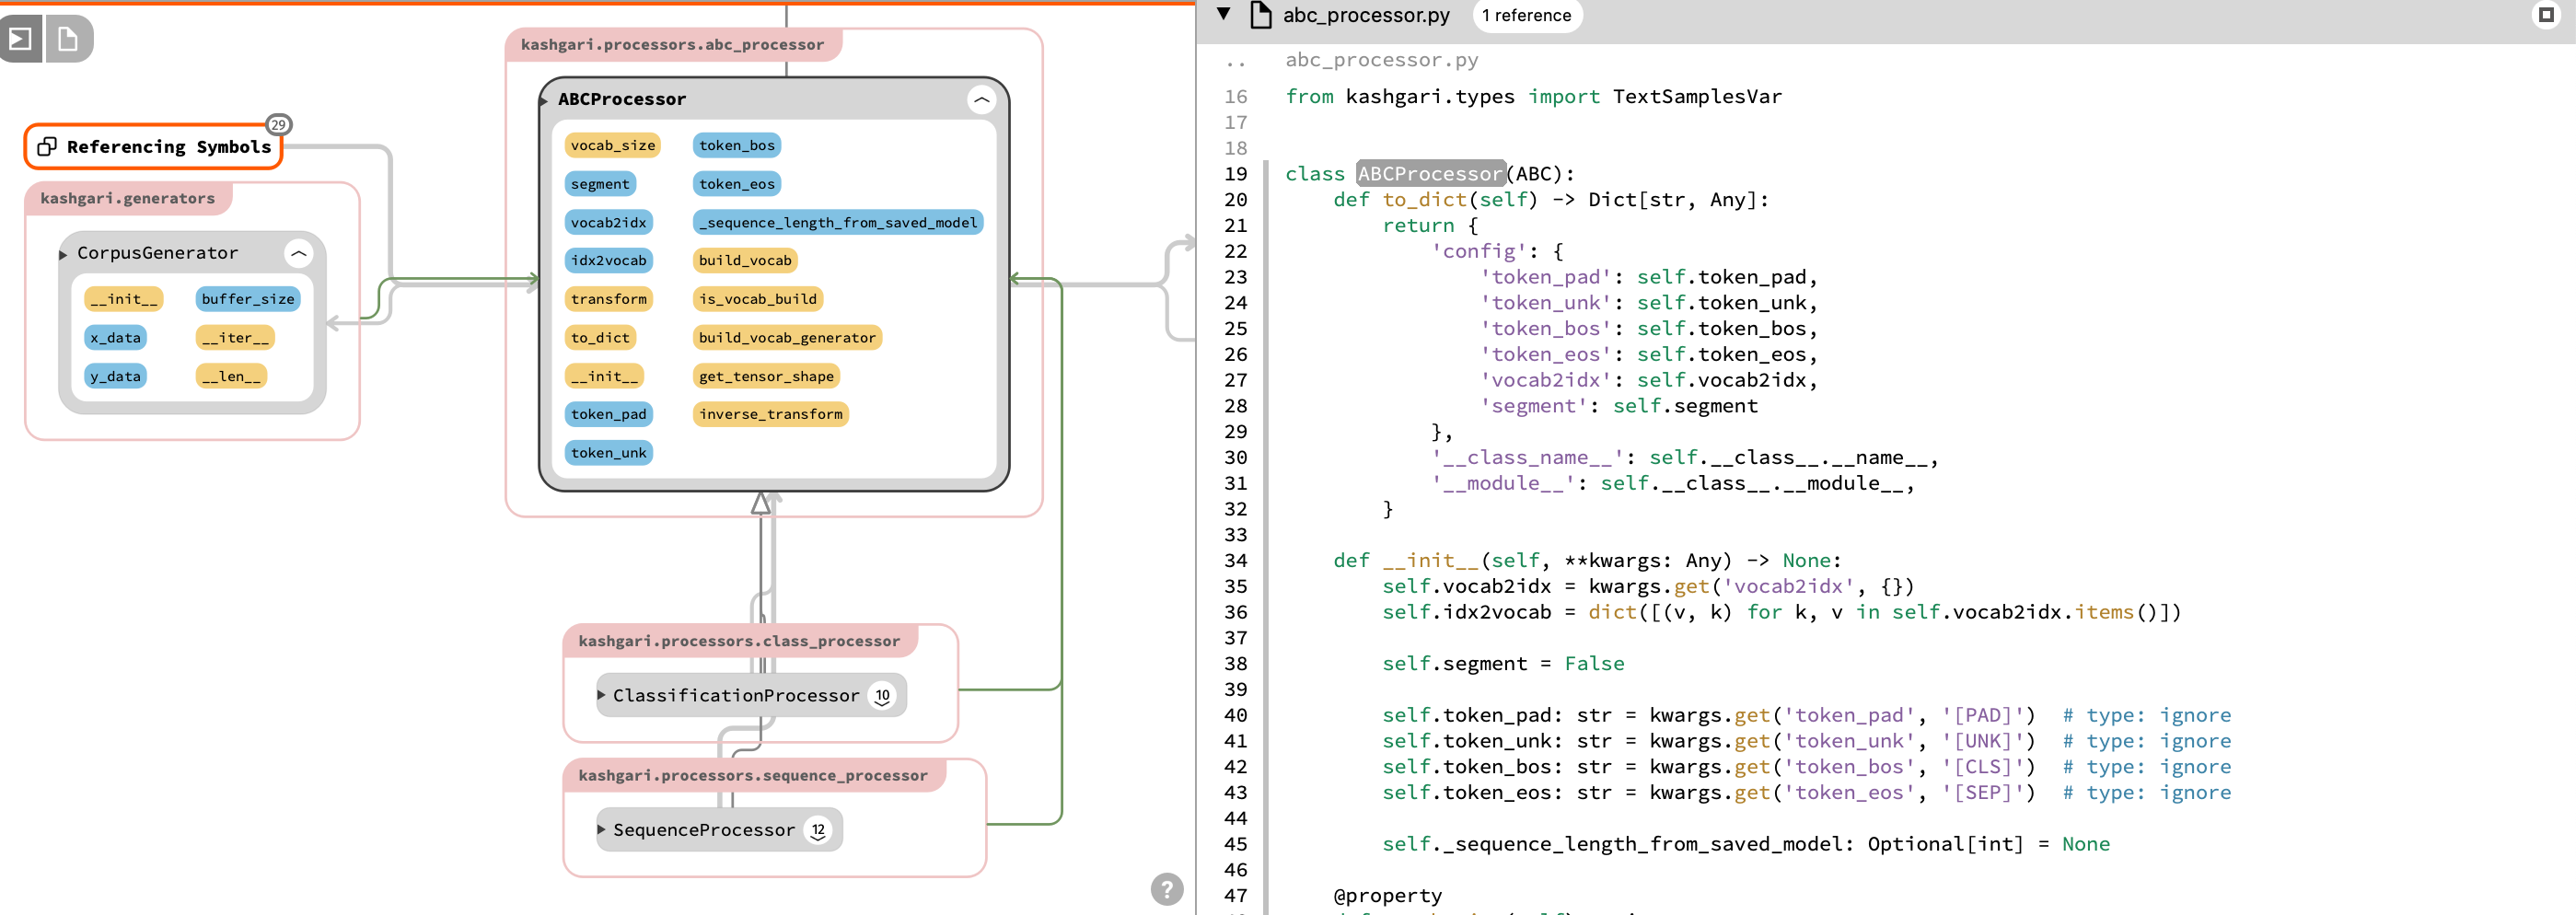 kashgari.processors.abc_processor
ABCProcessor
vocab_size token_bos
segment token_eos
vocab2idx _sequence_length_from_saved_model
idx2vocab build_vocab
transform is_vocab_build
to_dict build_vocab_generator
__init__ get_tensor_shape
token_pad inverse_transform
token_unk
29
Referencing Symbols
kashgari.generators
CorpusGenerator
__init__ buffer_size
x_data __iter__
y_data __len__
kashgari.processors.class_processor
ClassificationProcessor 10
kashgari.processors.sequence_processor
SequenceProcessor 12
?
abc_processor.py 1 reference
.. abc_processor.py
16 from kashgari.types import TextSamplesVar
17
18
19 class ABCProcessor(ABC):
20     def to_dict(self) -> Dict[str, Any]:
21         return {
22             'config': {
23                 'token_pad': self.token_pad,
24                 'token_unk': self.token_unk,
25                 'token_bos': self.token_bos,
26                 'token_eos': self.token_eos,
27                 'vocab2idx': self.vocab2idx,
28                 'segment': self.segment
29             },
30             '__class_name__': self.__class__.__name__,
31             '__module__': self.__class__.__module__,
32         }
33
34     def __init__(self, **kwargs: Any) -> None:
35         self.vocab2idx = kwargs.get('vocab2idx', {})
36         self.idx2vocab = dict([(v, k) for k, v in self.vocab2idx.items()])
37
38         self.segment = False
39
40         self.token_pad: str = kwargs.get('token_pad', '[PAD]')  # type: ignore
41         self.token_unk: str = kwargs.get('token_unk', '[UNK]')  # type: ignore
42         self.token_bos: str = kwargs.get('token_bos', '[CLS]')  # type: ignore
43         self.token_eos: str = kwargs.get('token_eos', '[SEP]')  # type: ignore
44
45         self._sequence_length_from_saved_model: Optional[int] = None
46
47     @property